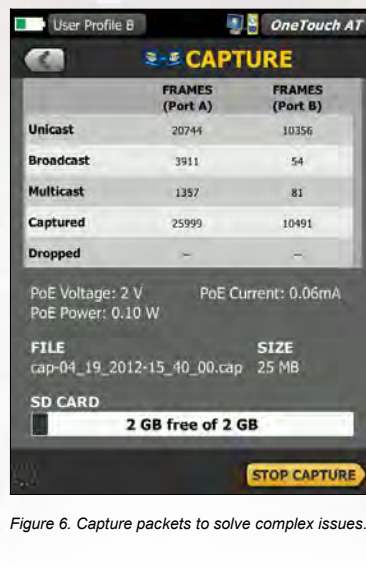 User Profile B OneTouch AT
CAPTURE
FRAMES (Port A) FRAMES (Port B)
Unicast 20744 10356
Broadcast 3911 54
Multicast 1357 81
Captured 25999 10491
Dropped – –
PoE Voltage: 2 V PoE Current: 0.06mA
PoE Power: 0.10 W
FILE SIZE
cap-04_19_2012-15_40_00.cap 25 MB
SD CARD
2 GB free of 2 GB
STOP CAPTURE
Figure 6. Capture packets to solve complex issues.